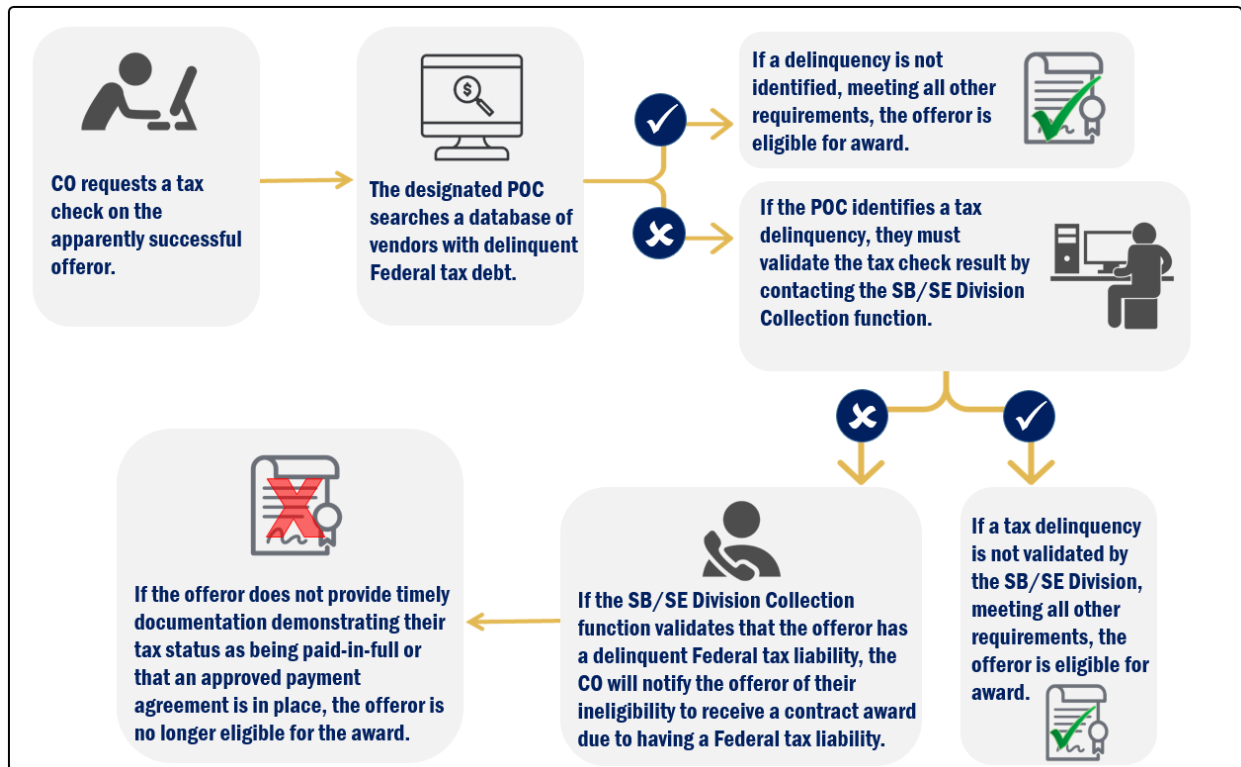 CO requests a tax
check on the
apparently successful
offeror.
$
The designated POC
searches a database of
vendors with delinquent
Federal tax debt.
If a delinquency is not
identified, meeting all other
requirements, the offeror is
eligible for award.
If the POC identifies a tax
delinquency, they must
validate the tax check result by
contacting the SB/SE Division
Collection function.
If a tax delinquency
is not validated by
the SB/SE Division,
meeting all other
requirements, the
offeror is eligible for
award.
If the SB/SE Division Collection
function validates that the offeror has
a delinquent Federal tax liability, the
CO will notify the offeror of their
ineligibility to receive a contract award
due to having a Federal tax liability.
If the offeror does not provide timely
documentation demonstrating their
tax status as being paid-in-full or
that an approved payment
agreement is in place, the offeror is
no longer eligible for the award.